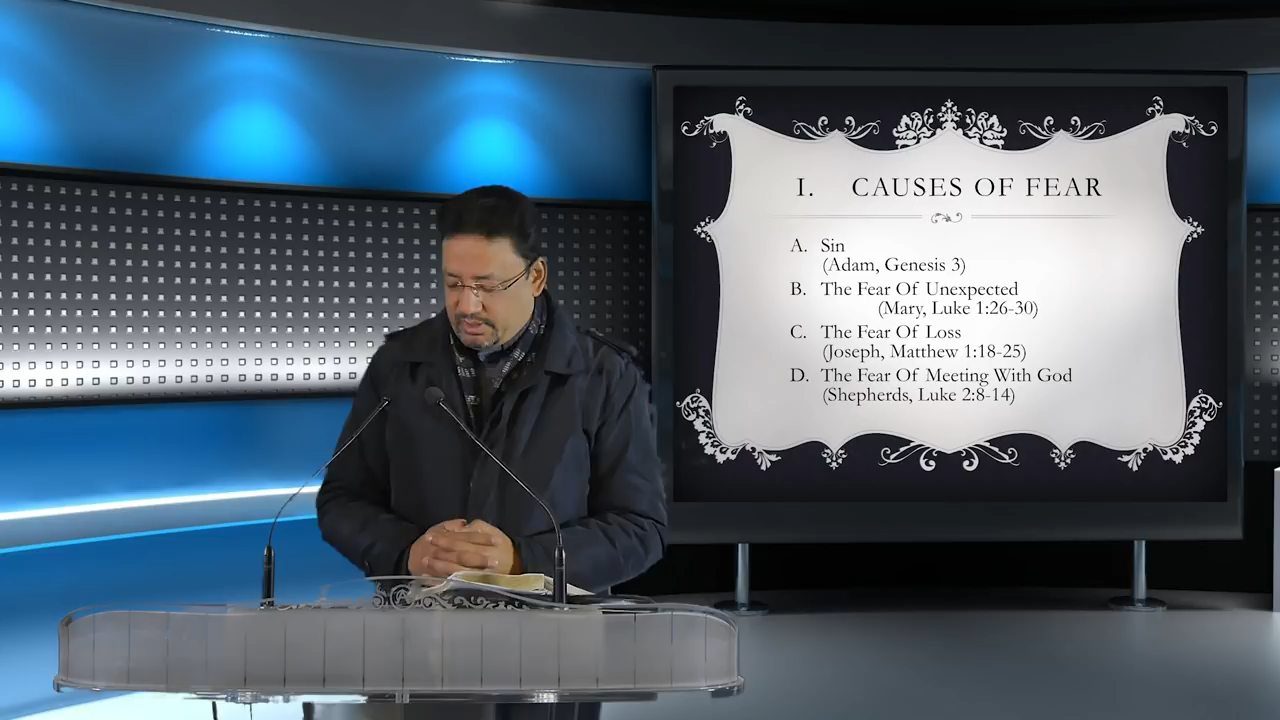 I. CAUSES OF FEAR
A. Sin
(Adam, Genesis 3)
B. The Fear Of Unexpected
(Mary, Luke 1:26-30)
C. The Fear Of Loss
(Joseph, Matthew 1:18-25)
D. The Fear Of Meeting With God
(Shepherds, Luke 2:8-14)